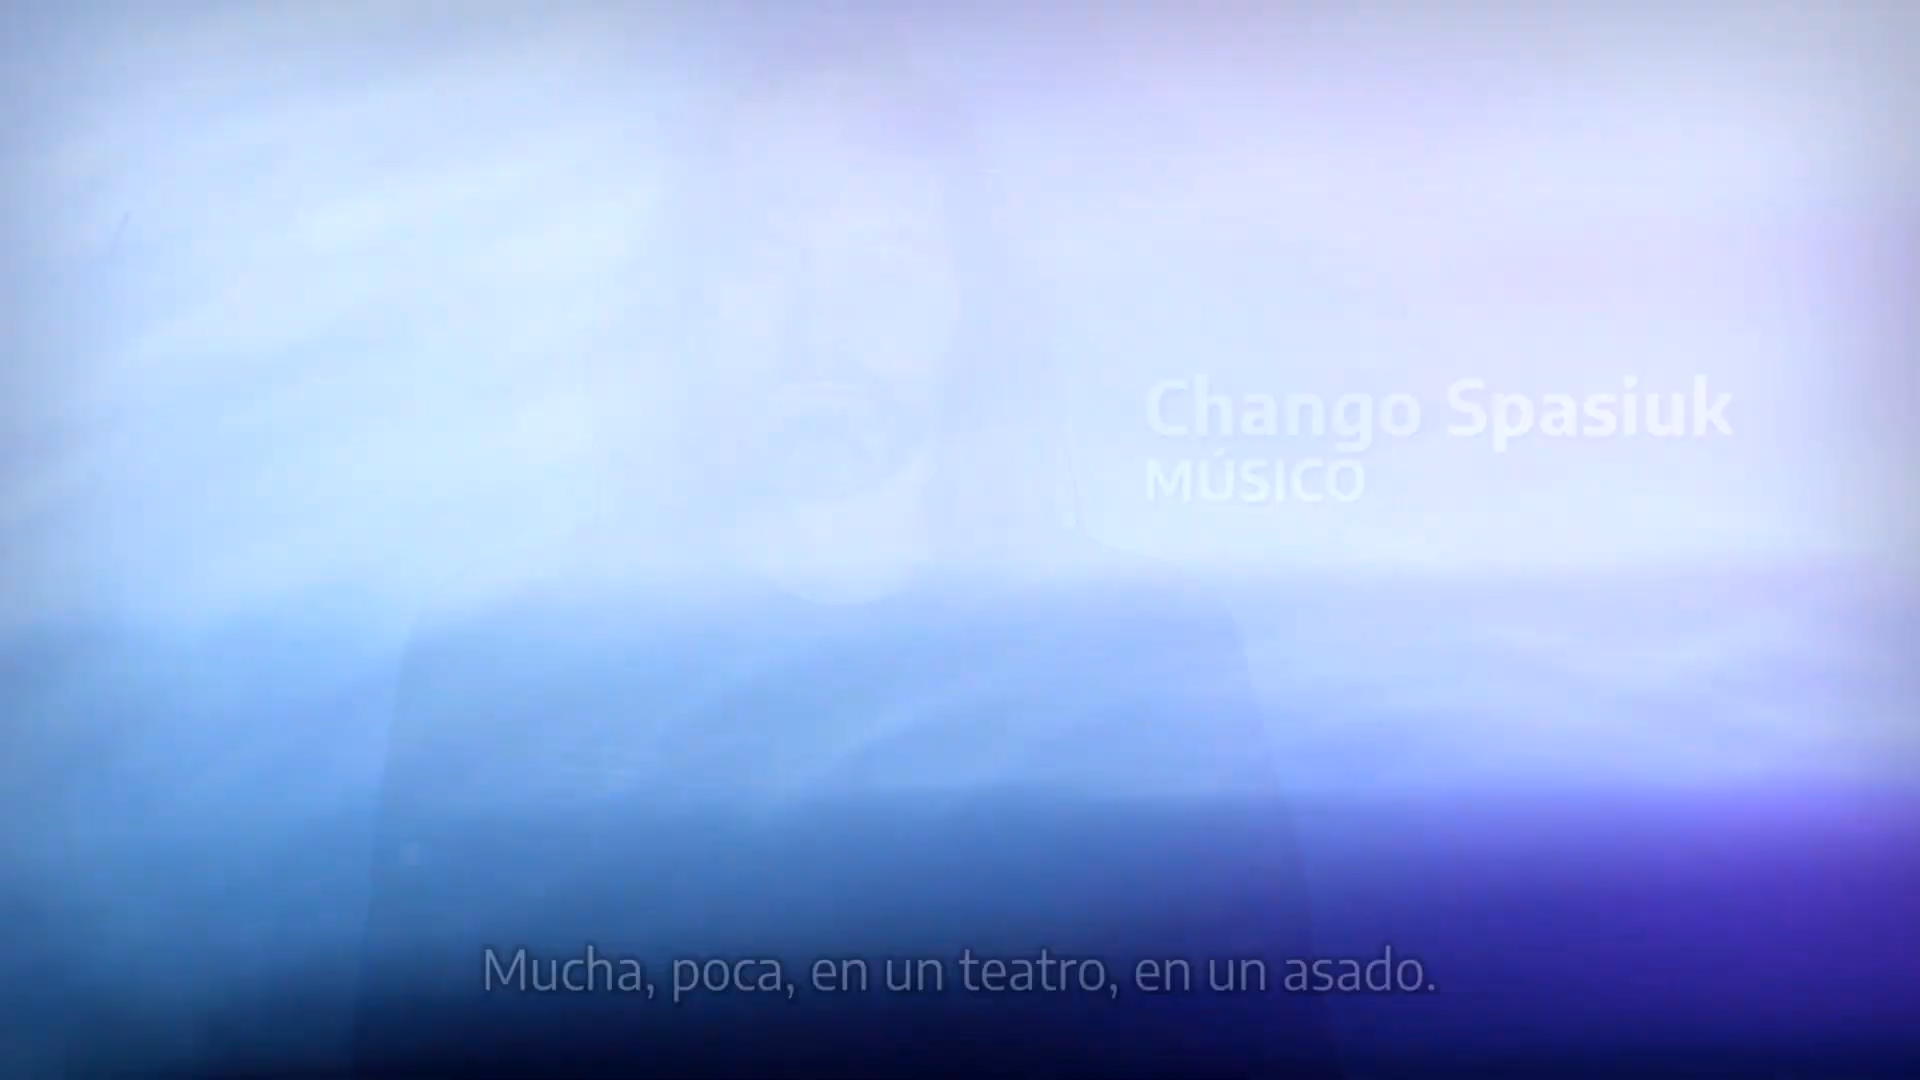 Chango Spasiuk
MÚSICO
Mucha, poca, en un teatro, en un asado.